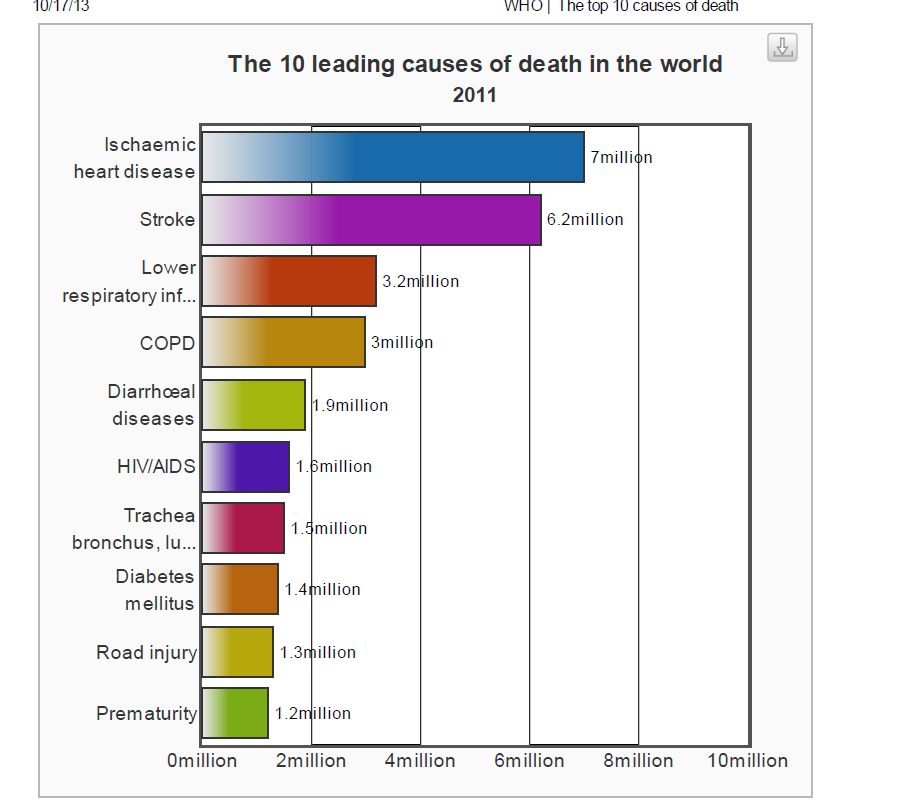 10/17/13 WHO | The top 10 causes of death
The 10 leading causes of death in the world
2011
Ischaemic
heart disease
7million
Stroke
6.2million
Lower
respiratory inf...
3.2million
COPD
3million
Diarrhœal
diseases
1.9million
HIV/AIDS
1.6million
Trachea
bronchus, lu...
1.5million
Diabetes
mellitus
1.4million
Road injury
1.3million
Prematurity
1.2million
0million 2million 4million 6million 8million 10million